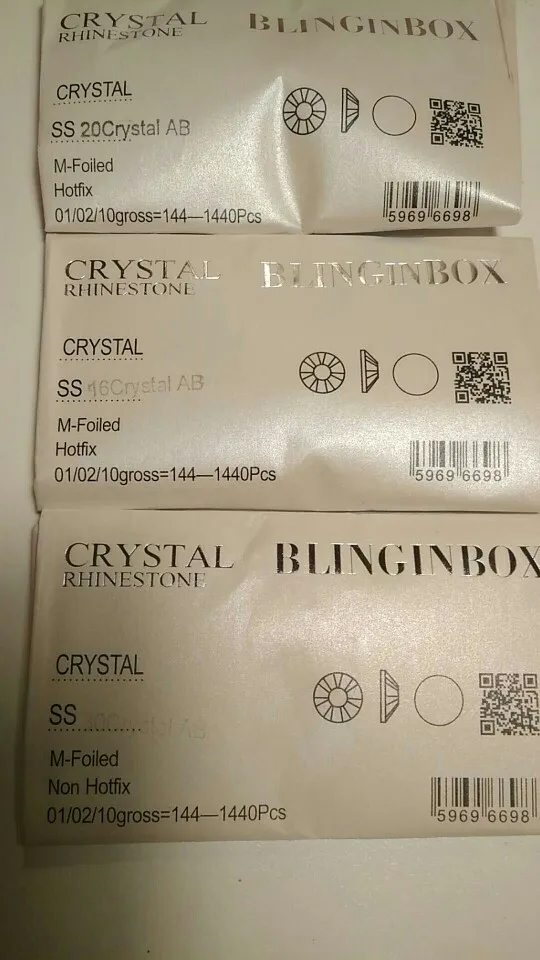 CRYSTAL BLINGINBOX
RHINESTONE
CRYSTAL
SS 20Crystal AB
M-Foiled
Hotfix
01/02/10gross=144—1440Pcs
5969 6698
CRYSTAL BLINGINBOX
RHINESTONE
CRYSTAL
SS 16Crystal AB
M-Foiled
Hotfix
01/02/10gross=144—1440Pcs
5969 6698
CRYSTAL BLINGINBOX
RHINESTONE
CRYSTAL
SS Crystal AB
M-Foiled
Non Hotfix
01/02/10gross=144—1440Pcs
5969 6698